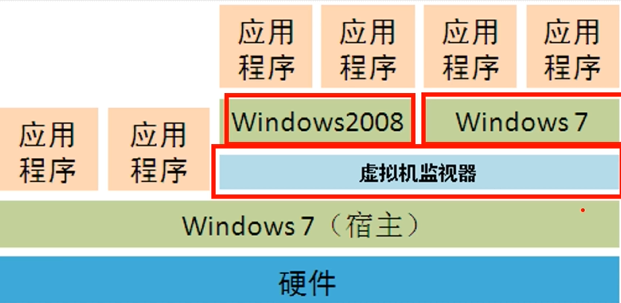 应用 应用 应用 应用
程序 程序 程序 程序
Windows2008 Windows 7
应用 应用
程序 程序
虚拟机监视器
Windows 7（宿主）
硬件